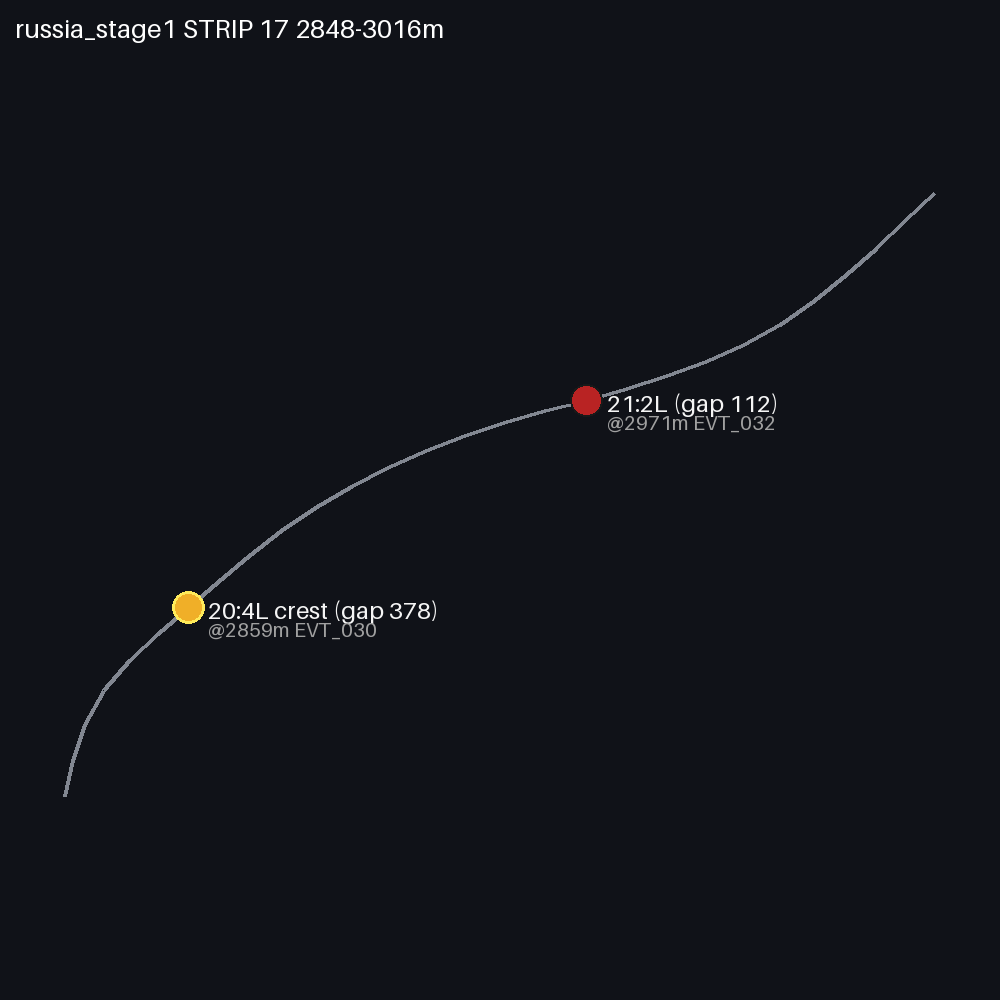 russia_stage1 STRIP 17 2848-3016m
21:2L (gap 112)
@2971m EVT_032
20:4L crest (gap 378)
@2859m EVT_030